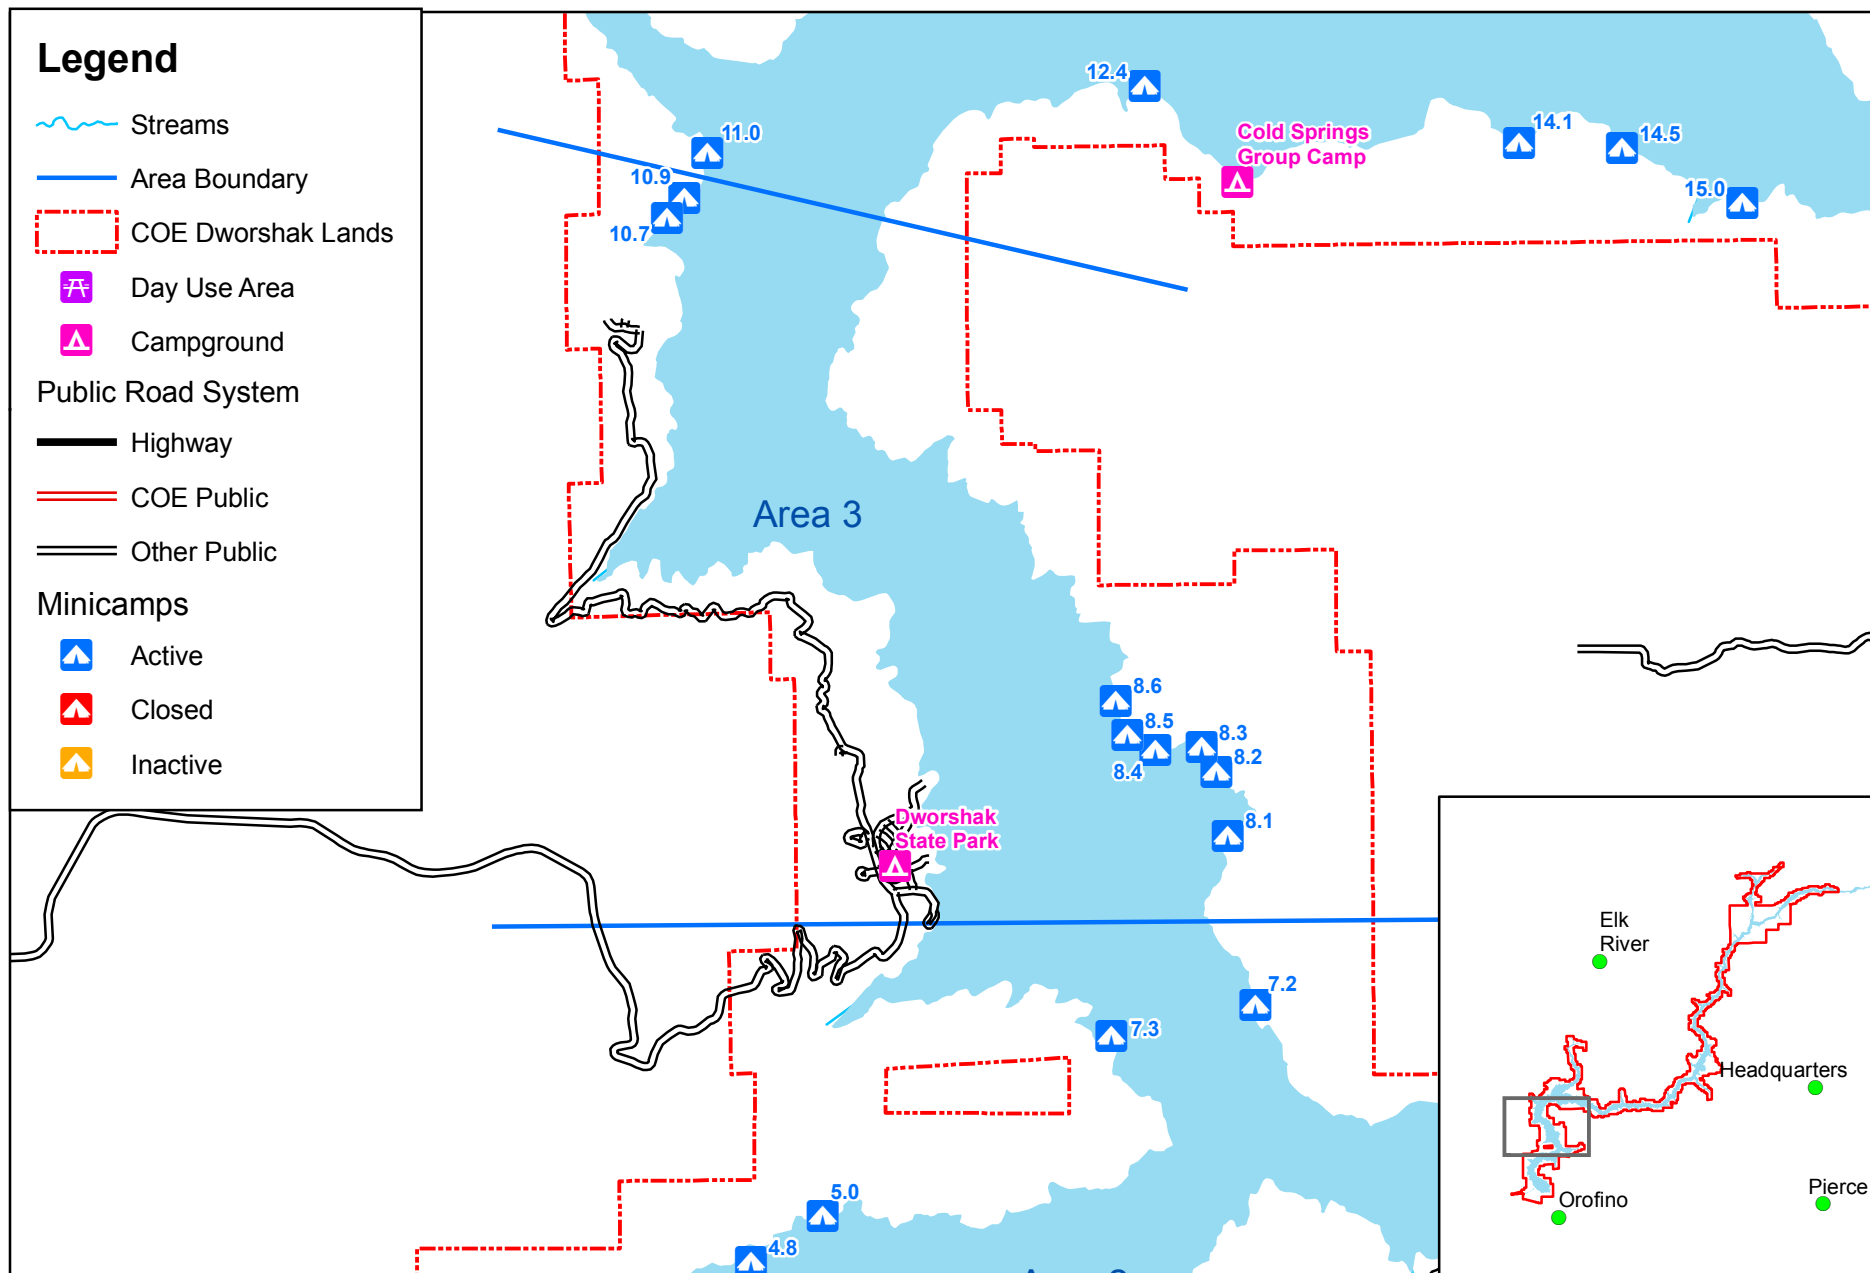 Legend
Streams
Area Boundary
COE Dworshak Lands
Day Use Area
Campground
Public Road System
Highway
COE Public
Other Public
Minicamps
Active
Closed
Inactive
12.4
11.0
10.9
10.7
Cold Springs
Group Camp
14.1
14.5
15.0
Area 3
8.6
8.5
8.4
8.3
8.2
8.1
Dworshak
State Park
7.2
7.3
5.0
4.8
Elk
River
Headquarters
Pierce
Orofino